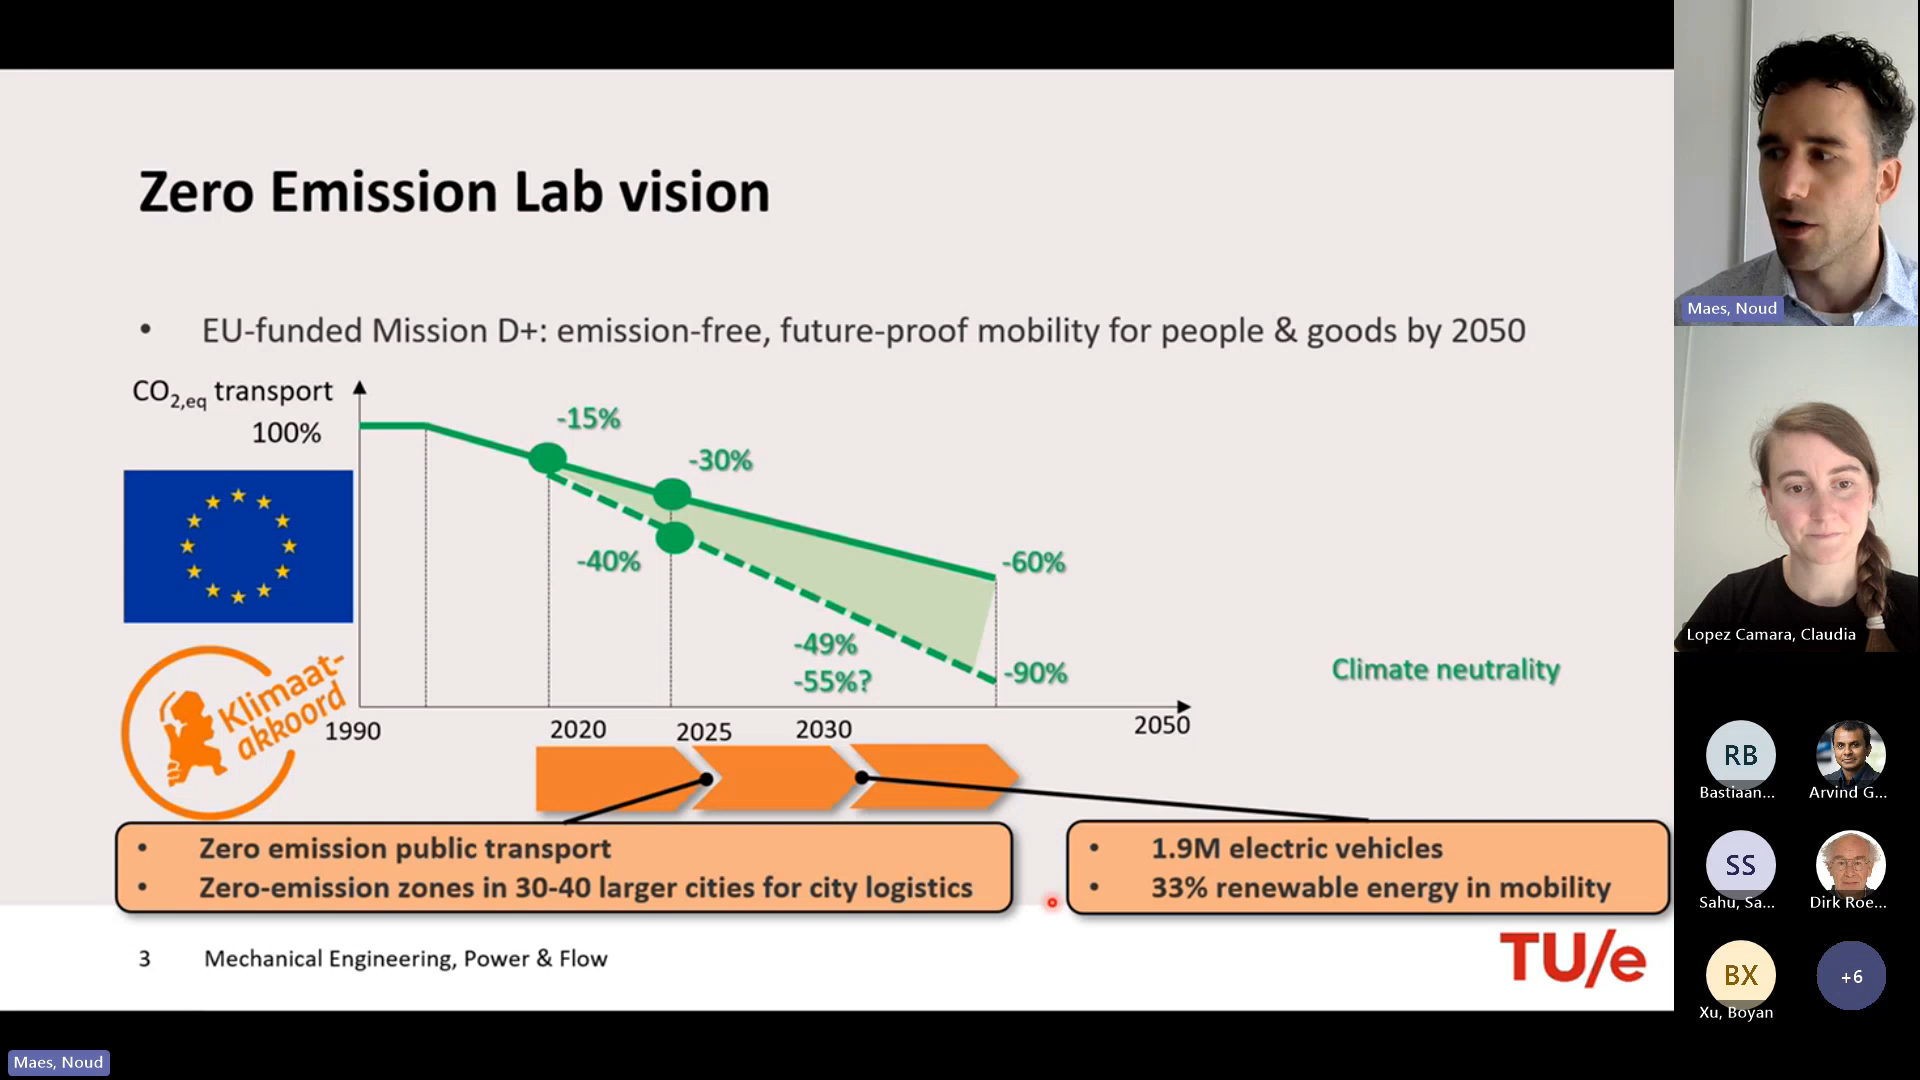 Zero Emission Lab vision
• EU-funded Mission D+: emission-free, future-proof mobility for people & goods by 2050
CO2,eq transport
100%
-15%
-30%
-40%
-60%
-49%
-55%?
-90%
Climate neutrality
Klimaat-
akkoord
1990
2020
2025
2030
2050
• Zero emission public transport
• Zero-emission zones in 30-40 larger cities for city logistics
• 1.9M electric vehicles
• 33% renewable energy in mobility
3 Mechanical Engineering, Power & Flow
TU/e
Maes, Noud
Lopez Camara, Claudia
RB
Bastiaan...
Arvind G...
SS
Sahu, Sa...
Dirk Roe...
BX
Xu, Boyan
+6
Maes, Noud